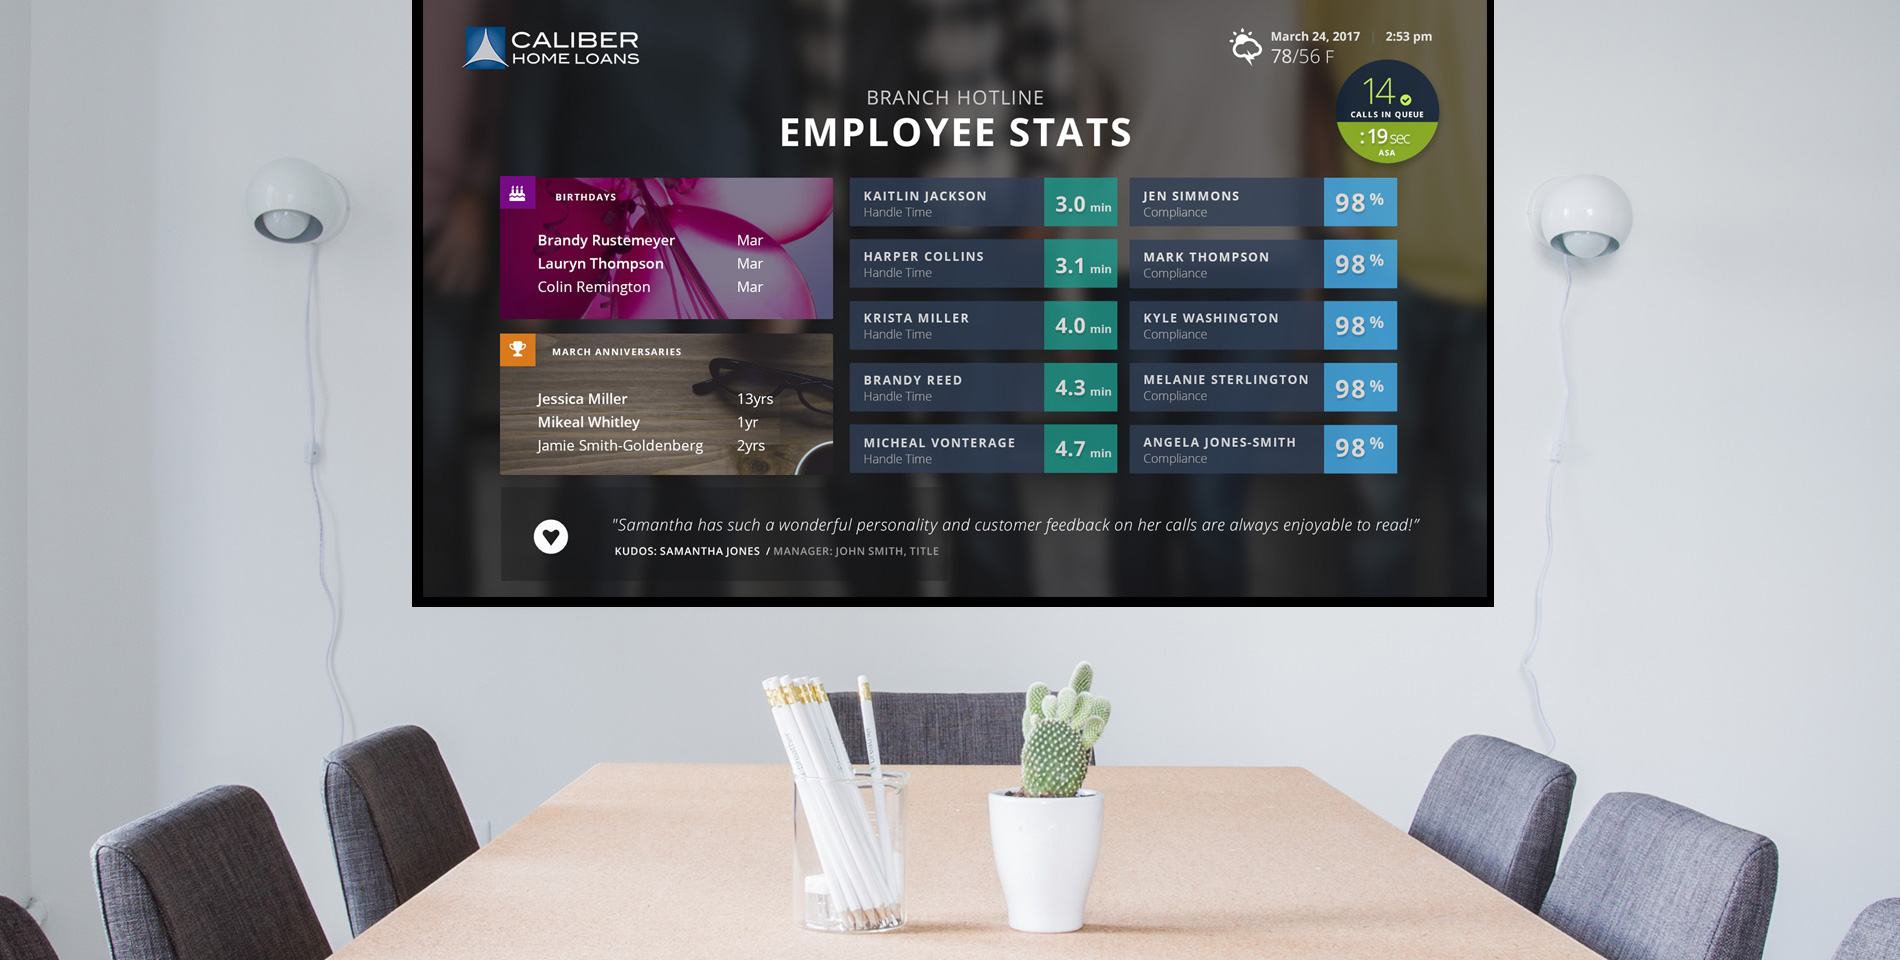 CALIBER
HOME LOANS
March 24, 2017 | 2:53 pm
78/56 F
14
CALLS IN QUEUE
:19 sec
ASA
BRANCH HOTLINE
EMPLOYEE STATS
BIRTHDAYS
Brandy Rustemeyer Mar
Lauryn Thompson Mar
Colin Remington Mar
MARCH ANNIVERSARIES
Jessica Miller 13yrs
Mikeal Whitley 1yr
Jamie Smith-Goldenberg 2yrs
KAITLIN JACKSON
Handle Time
3.0 min
HARPER COLLINS
Handle Time
3.1 min
KRISTA MILLER
Handle Time
4.0 min
BRANDY REED
Handle Time
4.3 min
MICHEAL VONTERAGE
Handle Time
4.7 min
JEN SIMMONS
Compliance
98%
MARK THOMPSON
Compliance
98%
KYLE WASHINGTON
Compliance
98%
MELANIE STERLINGTON
Compliance
98%
ANGELA JONES-SMITH
Compliance
98%
"Samantha has such a wonderful personality and customer feedback on her calls are always enjoyable to read!”
KUDOS: SAMANTHA JONES / MANAGER: JOHN SMITH, TITLE